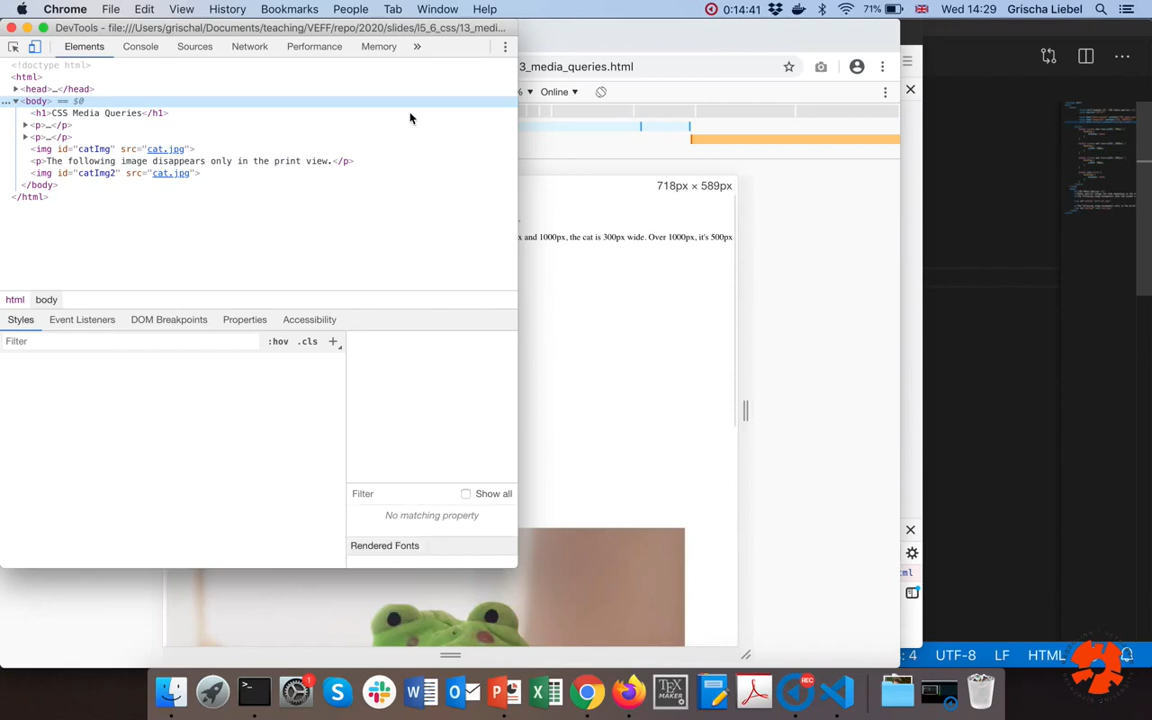 Chrome File Edit View History Bookmarks People Tab Window Help 0:14:41 71% Wed 14:29 Grischa Liebel
DevTools - file:///Users/grischal/Documents/teaching/VEFF/repo/2020/slides/l5_6_css/13_medi...
Elements Console Sources Network Performance Memory »
3_media_queries.html
% ▼ Online ▼
<!doctype html>
<html>
<head>…</head>
<body> == $0
<h1>CSS Media Queries</h1>
<p>…</p>
<p>…</p>
<img id="catImg" src="cat.jpg">
<p>The following image disappears only in the print view.</p>
<img id="catImg2" src="cat.jpg">
</body>
</html>
718px × 589px
x and 1000px, the cat is 300px wide. Over 1000px, it's 500px
html body
Styles Event Listeners DOM Breakpoints Properties Accessibility
Filter :hov .cls +
Filter Show all
No matching property
Rendered Fonts
: 4 UTF-8 LF HTML
REC
TEX
MAKER
1